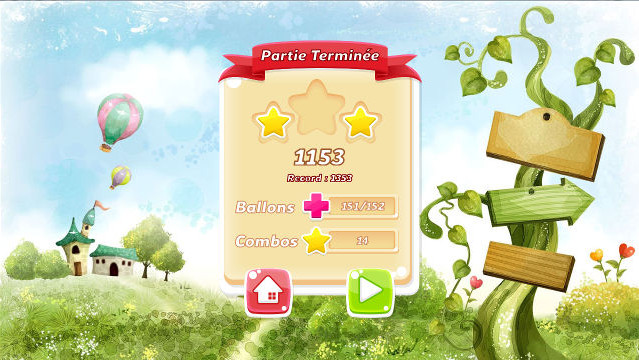 Partie Terminée
1153
Record : 1353
Ballons 151/152
Combos 14